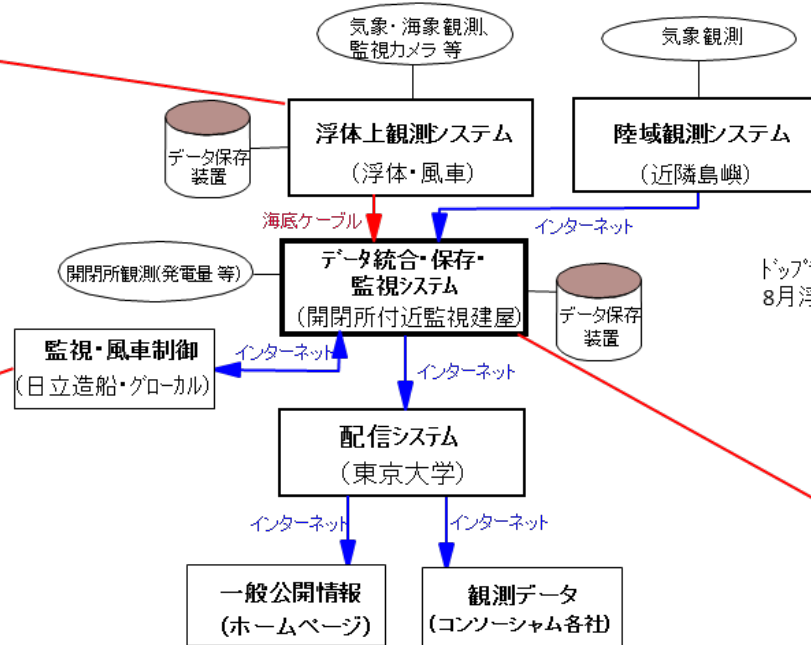 気象・海象観測、
監視カメラ 等
気象観測
浮体上観測システム
(浮体・風車)
陸域観測システム
(近隣島嶼)
データ保存
装置
海底ケーブル
インターネット
開閉所観測(発電量 等)
データ統合・保存・
監視システム
(開閉所付近監視建屋)
データ保存
装置
8月浮
監視・風車制御
(日立造船・グローカル)
インターネット
インターネット
配信システム
(東京大学)
インターネット
インターネット
一般公開情報
(ホームページ)
観測データ
(コンソーシャム各社)